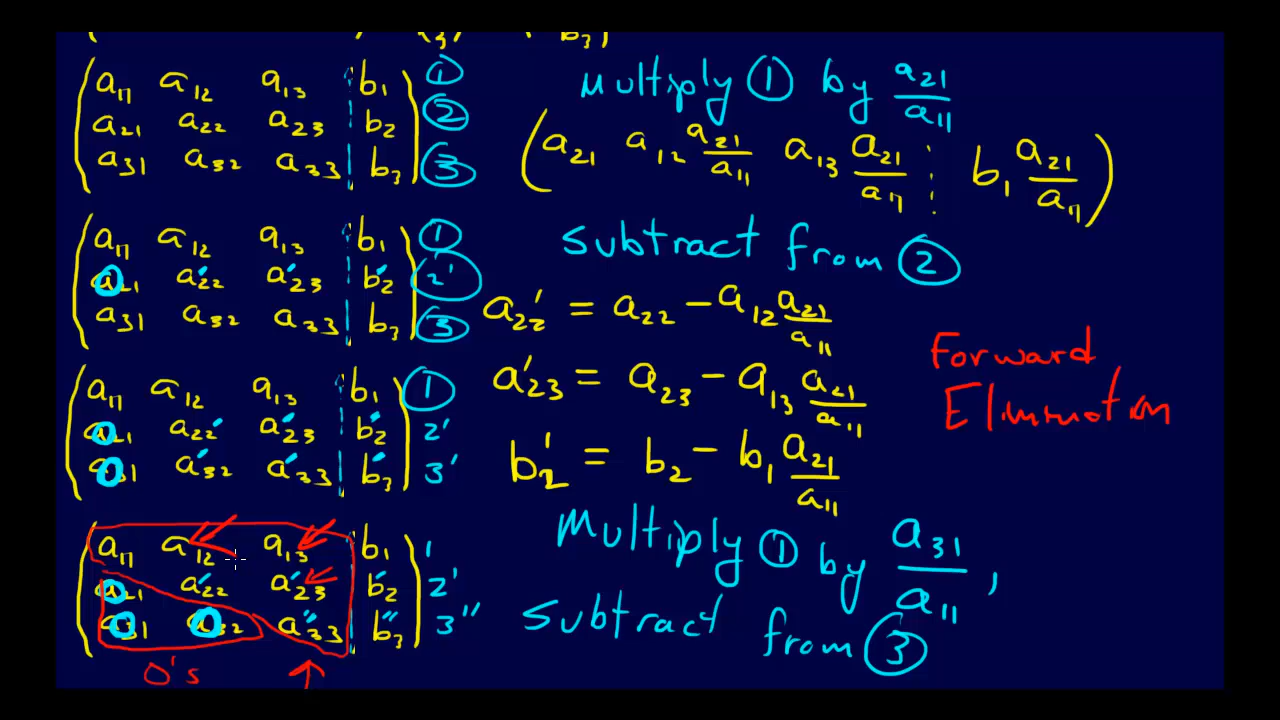 b₃
a₁₁ a₁₂ a₁₃ b₁ ①
a₂₁ a₂₂ a₂₃ b₂ ②
a₃₁ a₃₂ a₃₃ b₃ ③
a₁₁ a₁₂ a₁₃ b₁ ①
0 a'₂₂ a'₂₃ b'₂ 2'
a₃₁ a₃₂ a₃₃ b₃ ③
a₁₁ a₁₂ a₁₃ b₁ ①
0 a'₂₂ a'₂₃ b'₂ 2'
0 a'₃₂ a'₃₃ b'₃ 3'
a₁₁ a₁₂ a₁₃ b₁ 1
0 a'₂₂ a'₂₃ b'₂ 2'
0 0 a''₃₃ b''₃ 3''
0's
Multiply ① by a₂₁/a₁₁
(a₂₁ a₁₂ a₂₁/a₁₁ a₁₃ a₂₁/a₁₁ ⋮ b₁ a₂₁/a₁₁)
Subtract from ②
a₂₂' = a₂₂ - a₁₂ a₂₁/a₁₁
a'₂₃ = a₂₃ - a₁₃ a₂₁/a₁₁
b₂' = b₂ - b₁ a₂₁/a₁₁
Forward
Elimination
Multiply ① by a₃₁/a₁₁,
Subtract from ③